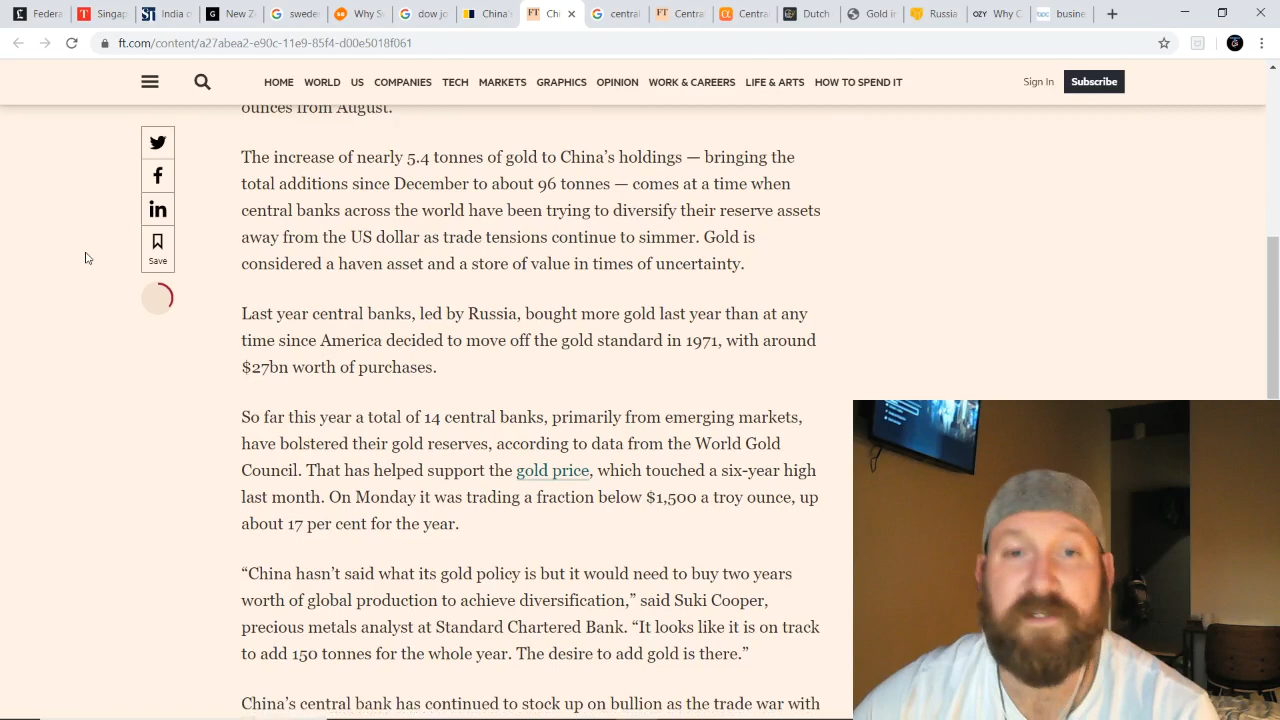 Federa
Singap
India c
New Z
sweder
Why Sw
dow jo
China'
Ch
central
Centra
Centra
Dutch
Gold in
Russia
OZY Why C
busine
ft.com/content/a27abea2-e90c-11e9-85f4-d00e5018f061
HOME WORLD US COMPANIES TECH MARKETS GRAPHICS OPINION WORK & CAREERS LIFE & ARTS HOW TO SPEND IT Sign In Subscribe
ounces from August.
The increase of nearly 5.4 tonnes of gold to China’s holdings — bringing the
total additions since December to about 96 tonnes — comes at a time when
central banks across the world have been trying to diversify their reserve assets
away from the US dollar as trade tensions continue to simmer. Gold is
considered a haven asset and a store of value in times of uncertainty.
Save
Last year central banks, led by Russia, bought more gold last year than at any
time since America decided to move off the gold standard in 1971, with around
$27bn worth of purchases.
So far this year a total of 14 central banks, primarily from emerging markets,
have bolstered their gold reserves, according to data from the World Gold
Council. That has helped support the gold price, which touched a six-year high
last month. On Monday it was trading a fraction below $1,500 a troy ounce, up
about 17 per cent for the year.
“China hasn’t said what its gold policy is but it would need to buy two years
worth of global production to achieve diversification,” said Suki Cooper,
precious metals analyst at Standard Chartered Bank. “It looks like it is on track
to add 150 tonnes for the whole year. The desire to add gold is there.”
China’s central bank has continued to stock up on bullion as the trade war with